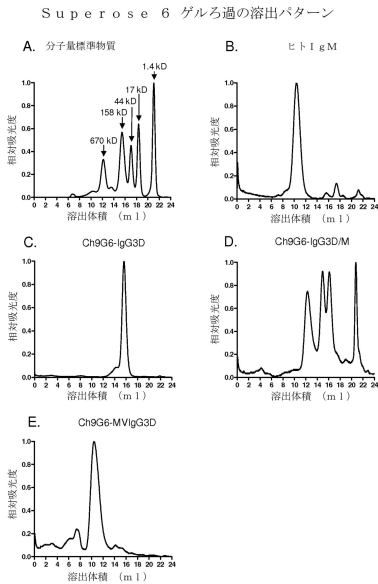 Ｓｕｐｅｒｏｓｅ ６ ゲルろ過の溶出パターン
A. 分子量標準物質
相対吸光度
1.0
0.8
0.6
0.4
0.2
0.0
670 kD
158 kD
44 kD
17 kD
1.4 kD
0 2 4 6 8 10 12 14 16 18 20 22 24
溶出体積 （ｍｌ）
B. ヒトＩｇＭ
相対吸光度
1.0
0.8
0.6
0.4
0.2
0.0
0 2 4 6 8 10 12 14 16 18 20 22 24
溶出体積 （ｍｌ）
C. Ch9G6-IgG3D
相対吸光度
1.0
0.8
0.6
0.4
0.2
0.0
0 2 4 6 8 10 12 14 16 18 20 22 24
溶出体積 （ｍｌ）
D. Ch9G6-IgG3D/M
相対吸光度
1.0
0.8
0.6
0.4
0.2
0.0
0 2 4 6 8 10 12 14 16 18 20 22 24
溶出体積 （ｍｌ）
E. Ch9G6-MVIgG3D
相対吸光度
1.0
0.8
0.6
0.4
0.2
0.0
0 2 4 6 8 10 12 14 16 18 20 22 24
溶出体積 （ｍｌ）